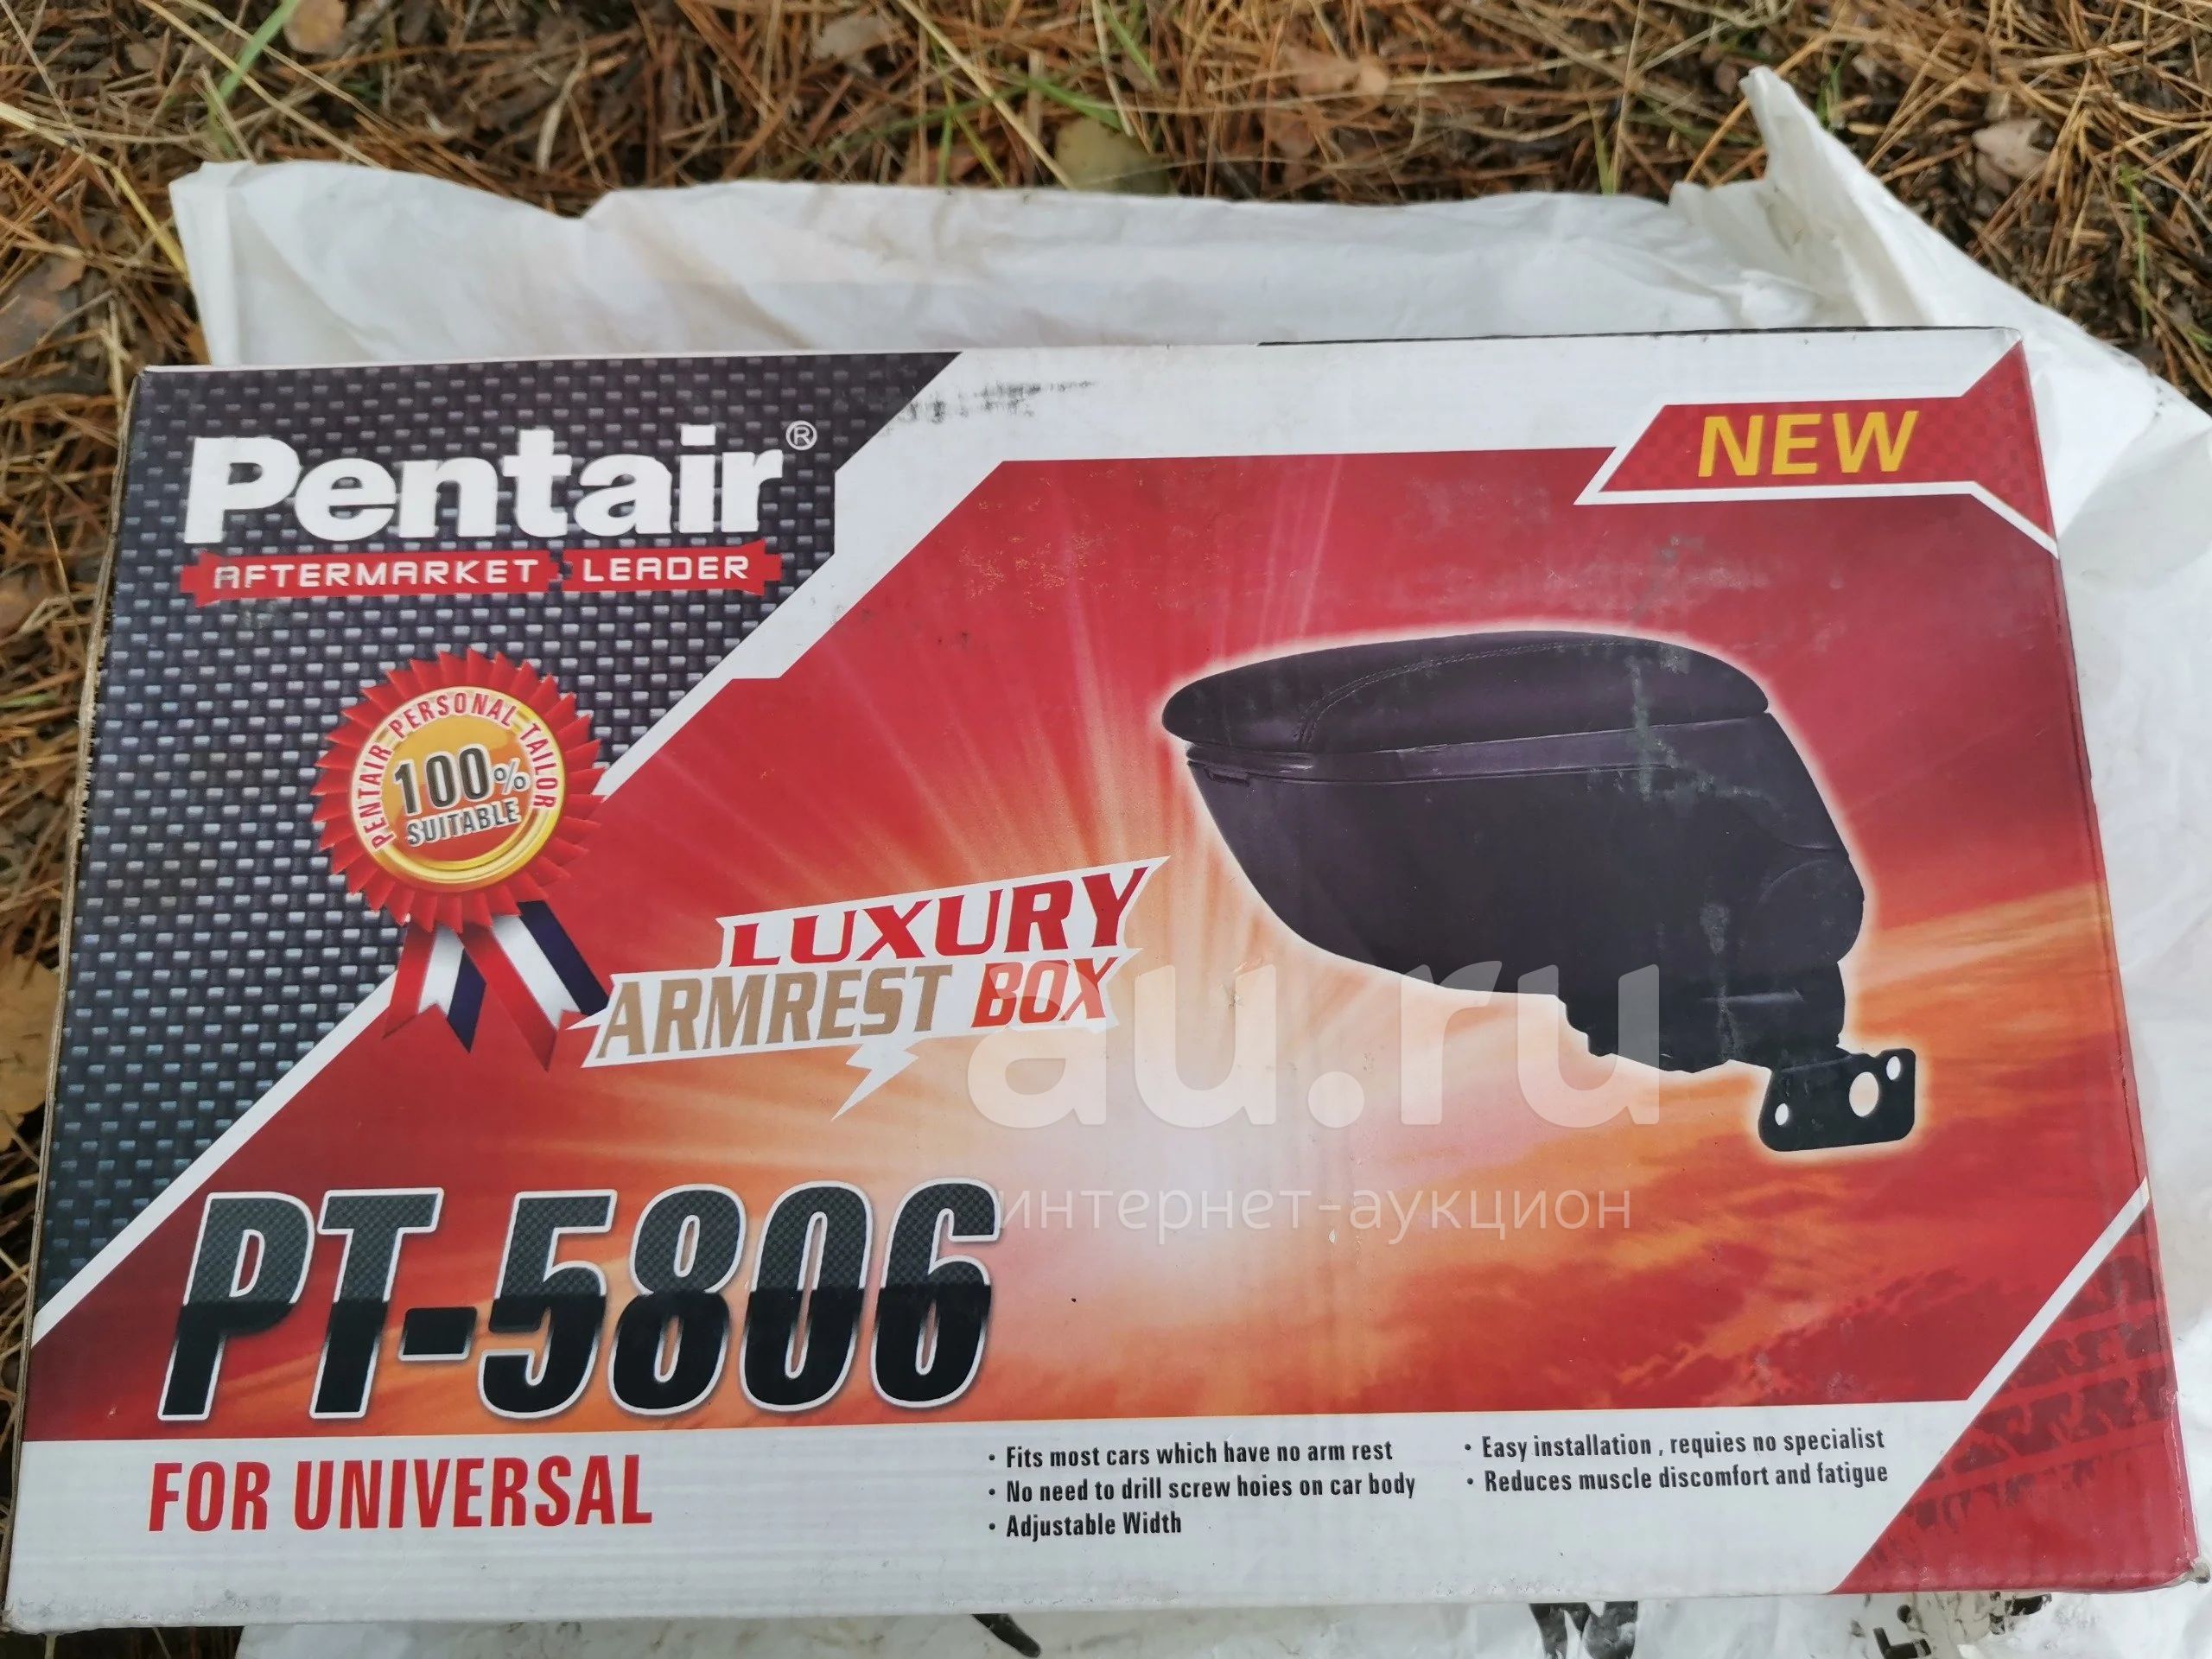 Pentair®
AFTERMARKET LEADER
NEW
PENTAIR PERSONAL TAILOR
100%
SUITABLE
LUXURY
ARMREST BOX
au.ru
интернет-аукцион
PT-5806
FOR UNIVERSAL
• Fits most cars which have no arm rest
• No need to drill screw hoies on car body
• Adjustable Width
• Easy installation , requies no specialist
• Reduces muscle discomfort and fatigue